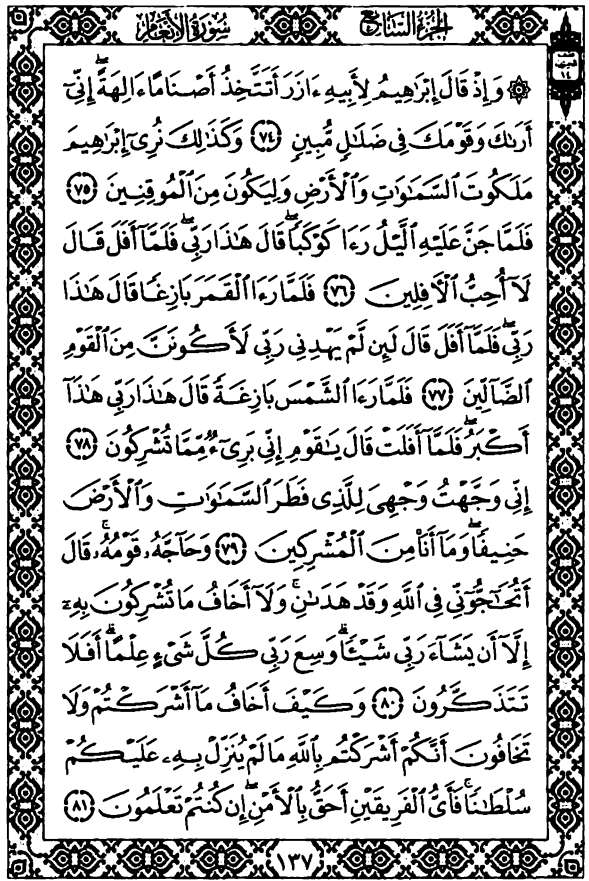 الجزء السابع
سورة الأنعام
نصف
الحزب
١٤
۞ وَإِذْ قَالَ إِبْرَٰهِيمُ لِأَبِيهِ ءَازَرَ أَتَتَّخِذُ أَصْنَامًا ءَالِهَةً ۖ إِنِّىٓ
أَرَىٰكَ وَقَوْمَكَ فِى ضَلَٰلٍ مُّبِينٍ ﴿٧٤﴾ وَكَذَٰلِكَ نُرِىٓ إِبْرَٰهِيمَ
مَلَكُوتَ ٱلسَّمَٰوَٰتِ وَٱلْأَرْضِ وَلِيَكُونَ مِنَ ٱلْمُوقِنِينَ ﴿٧٥﴾
فَلَمَّا جَنَّ عَلَيْهِ ٱلَّيْلُ رَءَا كَوْكَبًا ۖ قَالَ هَٰذَا رَبِّى ۖ فَلَمَّآ أَفَلَ قَالَ
لَآ أُحِبُّ ٱلْءَافِلِينَ ﴿٧٦﴾ فَلَمَّا رَءَا ٱلْقَمَرَ بَازِغًا قَالَ هَٰذَا
رَبِّى ۖ فَلَمَّآ أَفَلَ قَالَ لَئِن لَّمْ يَهْدِنِى رَبِّى لَأَكُونَنَّ مِنَ ٱلْقَوْمِ
ٱلضَّآلِّينَ ﴿٧٧﴾ فَلَمَّا رَءَا ٱلشَّمْسَ بَازِغَةً قَالَ هَٰذَا رَبِّى هَٰذَآ
أَكْبَرُ ۖ فَلَمَّآ أَفَلَتْ قَالَ يَٰقَوْمِ إِنِّى بَرِىٓءٌ مِّمَّا تُشْرِكُونَ ﴿٧٨﴾
إِنِّى وَجَّهْتُ وَجْهِىَ لِلَّذِى فَطَرَ ٱلسَّمَٰوَٰتِ وَٱلْأَرْضَ
حَنِيفًا ۖ وَمَآ أَنَا۠ مِنَ ٱلْمُشْرِكِينَ ﴿٧٩﴾ وَحَآجَّهُۥ قَوْمُهُۥ ۚ قَالَ
أَتُحَٰٓجُّوٓنِّى فِى ٱللَّهِ وَقَدْ هَدَىٰنِ ۚ وَلَآ أَخَافُ مَا تُشْرِكُونَ بِهِۦٓ
إِلَّآ أَن يَشَآءَ رَبِّى شَيْـًٔا ۗ وَسِعَ رَبِّى كُلَّ شَىْءٍ عِلْمًا ۗ أَفَلَا
تَتَذَكَّرُونَ ﴿٨٠﴾ وَكَيْفَ أَخَافُ مَآ أَشْرَكْتُمْ وَلَا
تَخَافُونَ أَنَّكُمْ أَشْرَكْتُم بِٱللَّهِ مَا لَمْ يُنَزِّلْ بِهِۦ عَلَيْكُمْ
سُلْطَٰنًا ۚ فَأَىُّ ٱلْفَرِيقَيْنِ أَحَقُّ بِٱلْأَمْنِ ۖ إِن كُنتُمْ تَعْلَمُونَ ﴿٨١﴾
١٣٧